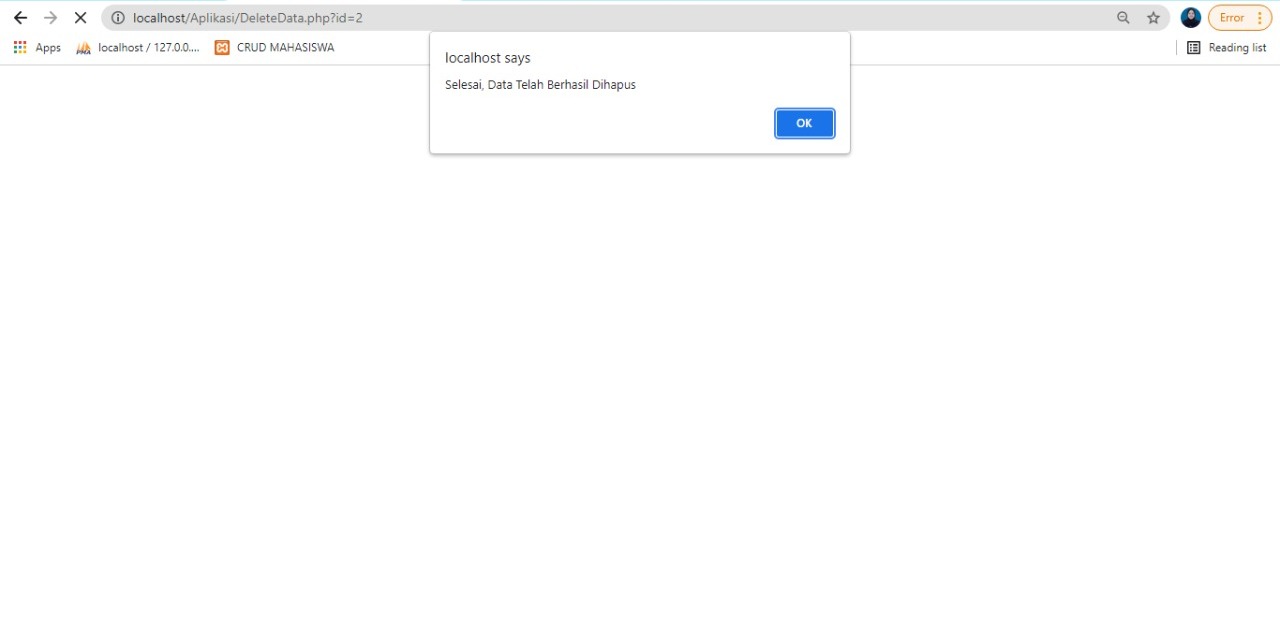 localhost/Aplikasi/DeleteData.php?id=2
Error
Apps
localhost / 127.0.0....
CRUD MAHASISWA
Reading list
localhost says
Selesai, Data Telah Berhasil Dihapus
OK